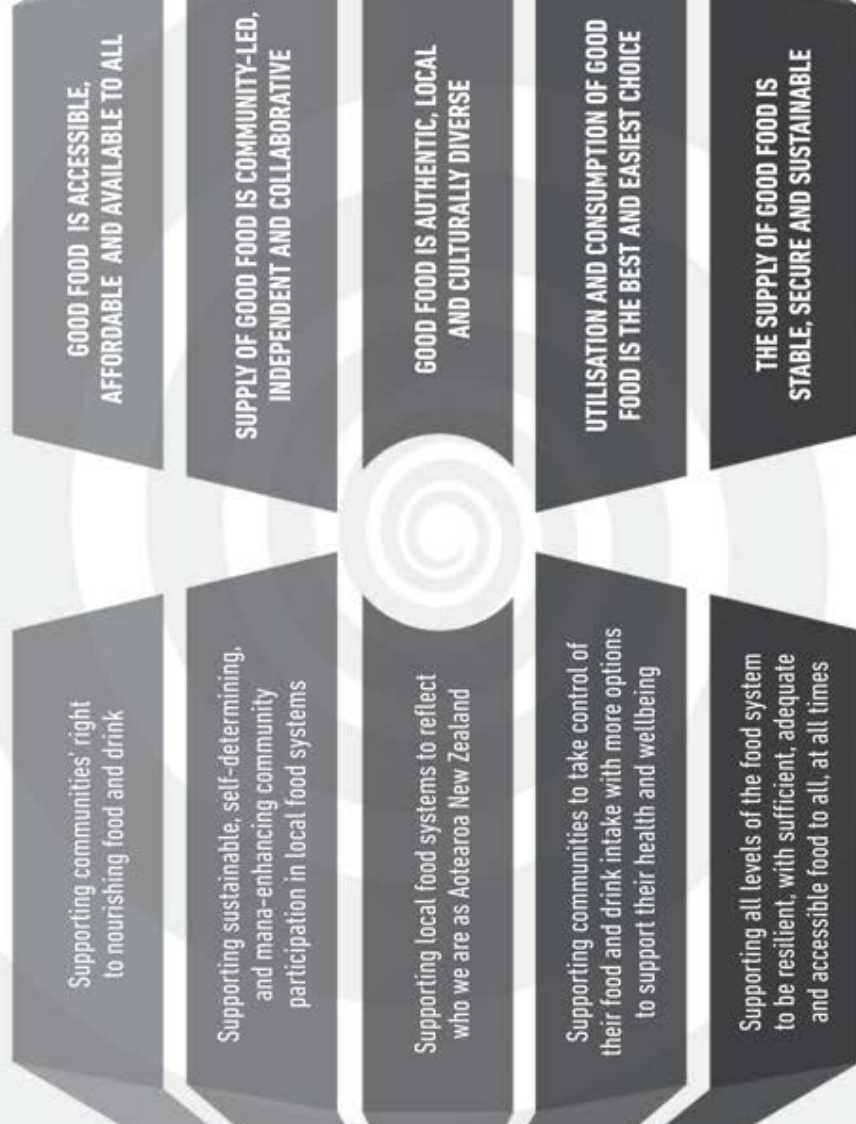 Supporting communities' right
to nourishing food and drink
GOOD FOOD IS ACCESSIBLE,
AFFORDABLE AND AVAILABLE TO ALL
Supporting sustainable, self-determining,
and mana-enhancing community
participation in local food systems
SUPPLY OF GOOD FOOD IS COMMUNITY-LED,
INDEPENDENT AND COLLABORATIVE
Supporting local food systems to reflect
who we are as Aotearoa New Zealand
GOOD FOOD IS AUTHENTIC, LOCAL
AND CULTURALLY DIVERSE
Supporting communities to take control of
their food and drink intake with more options
to support their health and wellbeing
UTILISATION AND CONSUMPTION OF GOOD
FOOD IS THE BEST AND EASIEST CHOICE
Supporting all levels of the food system
to be resilient, with sufficient, adequate
and accessible food to all, at all times
THE SUPPLY OF GOOD FOOD IS
STABLE, SECURE AND SUSTAINABLE